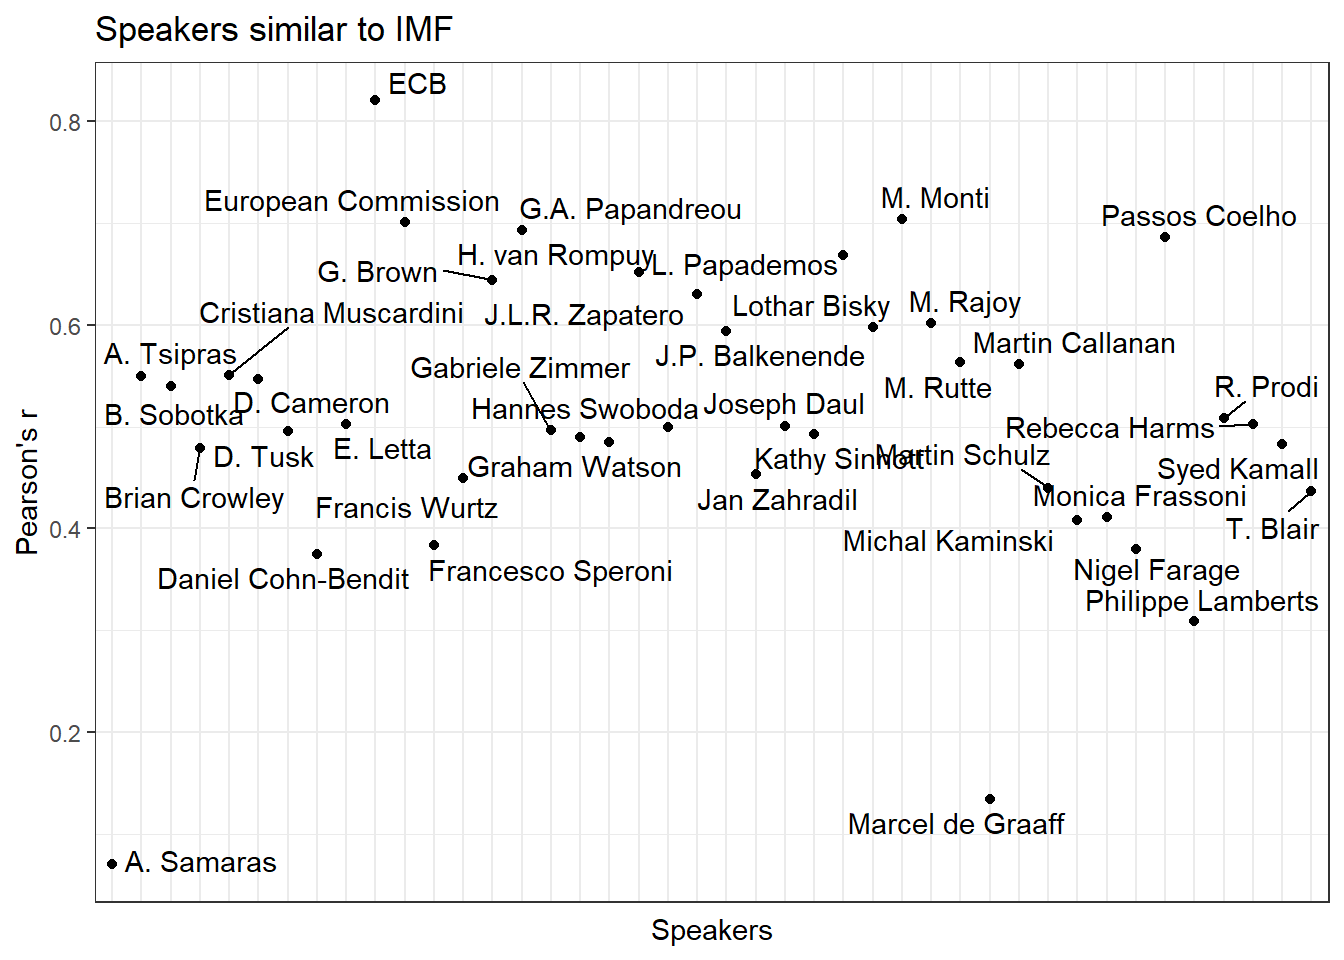 Speakers similar to IMF
ECB
0.8
European Commission
M. Monti
G.A. Papandreou
Passos Coelho
H. van Rompuy
L. Papademos
G. Brown
Cristiana Muscardini
Lothar Bisky
M. Rajoy
J.L.R. Zapatero
0.6
A. Tsipras
J.P. Balkenende
Martin Callanan
Gabriele Zimmer
M. Rutte
R. Prodi
B. Sobotka
D. Cameron
Hannes Swoboda
Joseph Daul
Rebecca Harms
D. Tusk
E. Letta
Graham Watson
Kathy Sinnott
Martin Schulz
Syed Kamall
Brian Crowley
Francis Wurtz
Jan Zahradil
Monica Frassoni
0.4
T. Blair
Michal Kaminski
Daniel Cohn-Bendit
Francesco Speroni
Nigel Farage
Philippe Lamberts
0.2
Marcel de Graaff
A. Samaras
Pearson's r
Speakers